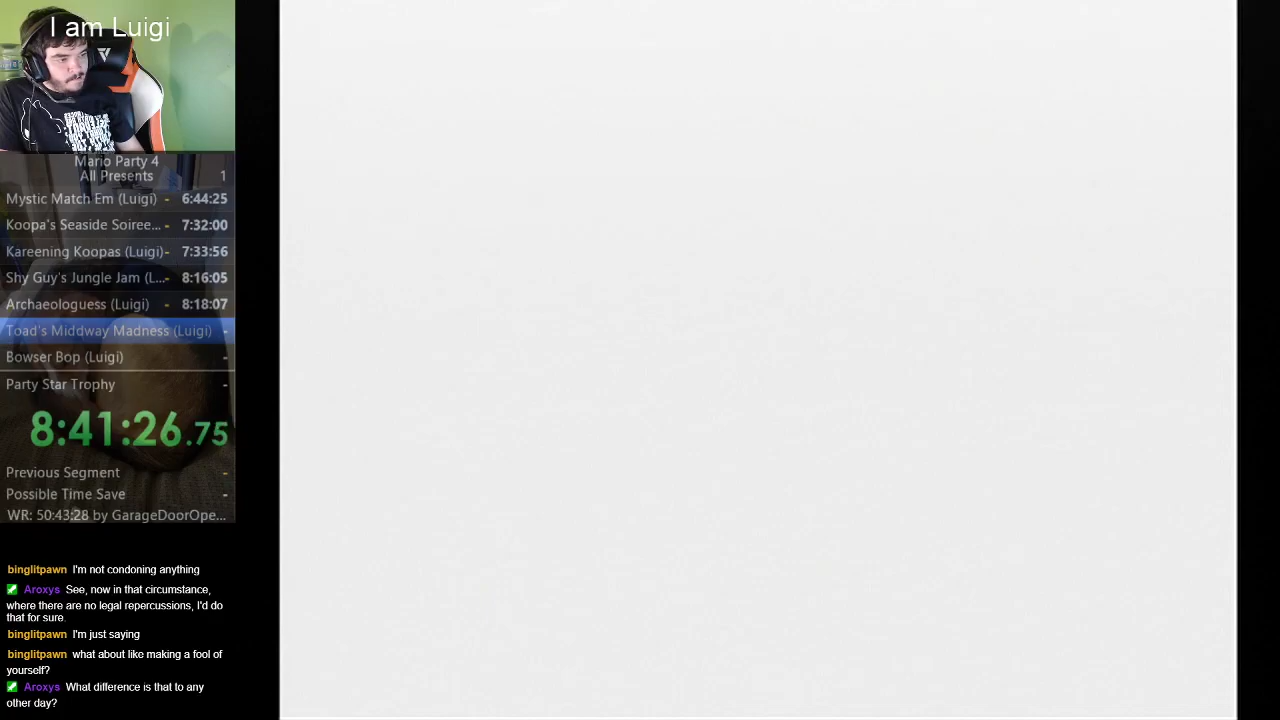 I am Luigi
Mario Party 4
All Presents 1
Mystic Match Em (Luigi) - 6:44:25
Koopa's Seaside Soiree... - 7:32:00
Kareening Koopas (Luigi) - 7:33:56
Shy Guy's Jungle Jam (L... - 8:16:05
Archaeologuess (Luigi) - 8:18:07
Toad's Middway Madness (Luigi) -
Bowser Bop (Luigi) -
Party Star Trophy -
8:41:26.75
Previous Segment -
Possible Time Save -
WR: 50:43:28 by GarageDoorOpe...
binglitpawn I'm not condoning anything
Aroxys See, now in that circumstance,
where there are no legal repercussions, I'd do
that for sure.
binglitpawn I'm just saying
binglitpawn what about like making a fool of
yourself?
Aroxys What difference is that to any
other day?